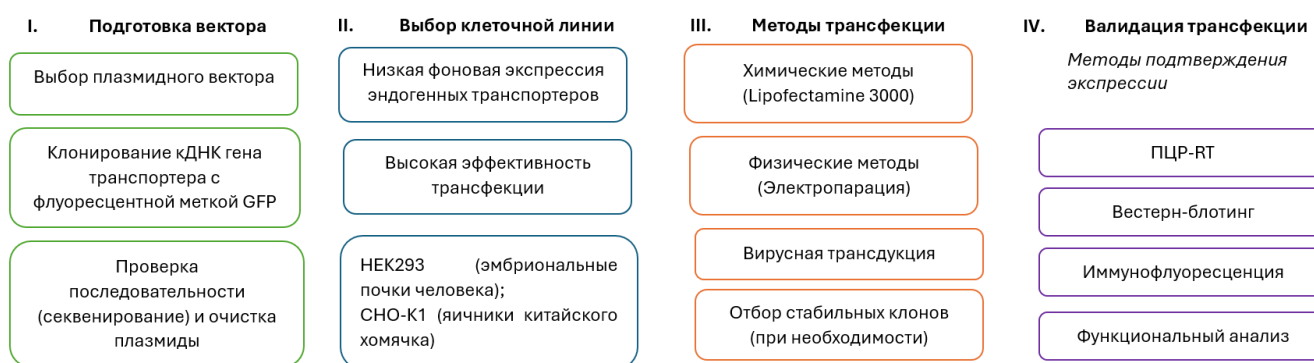 I. Подготовка вектора
Выбор плазмидного вектора
Клонирование кДНК гена
транспортера с
флуоресцентной меткой GFP
Проверка
последовательности
(секвенирование) и очистка
плазмиды
II. Выбор клеточной линии
Низкая фоновая экспрессия
эндогенных транспортеров
Высокая эффективность
трансфекции
HEK293 (эмбриональные
почки человека);
CHO-K1 (яичники китайского
хомячка)
III. Методы трансфекции
Химические методы
(Lipofectamine 3000)
Физические методы
(Электропарация)
Вирусная трансдукция
Отбор стабильных клонов
(при необходимости)
IV. Валидация трансфекции
Методы подтверждения
экспрессии
ПЦР-RT
Вестерн-блотинг
Иммунофлуоресценция
Функциональный анализ